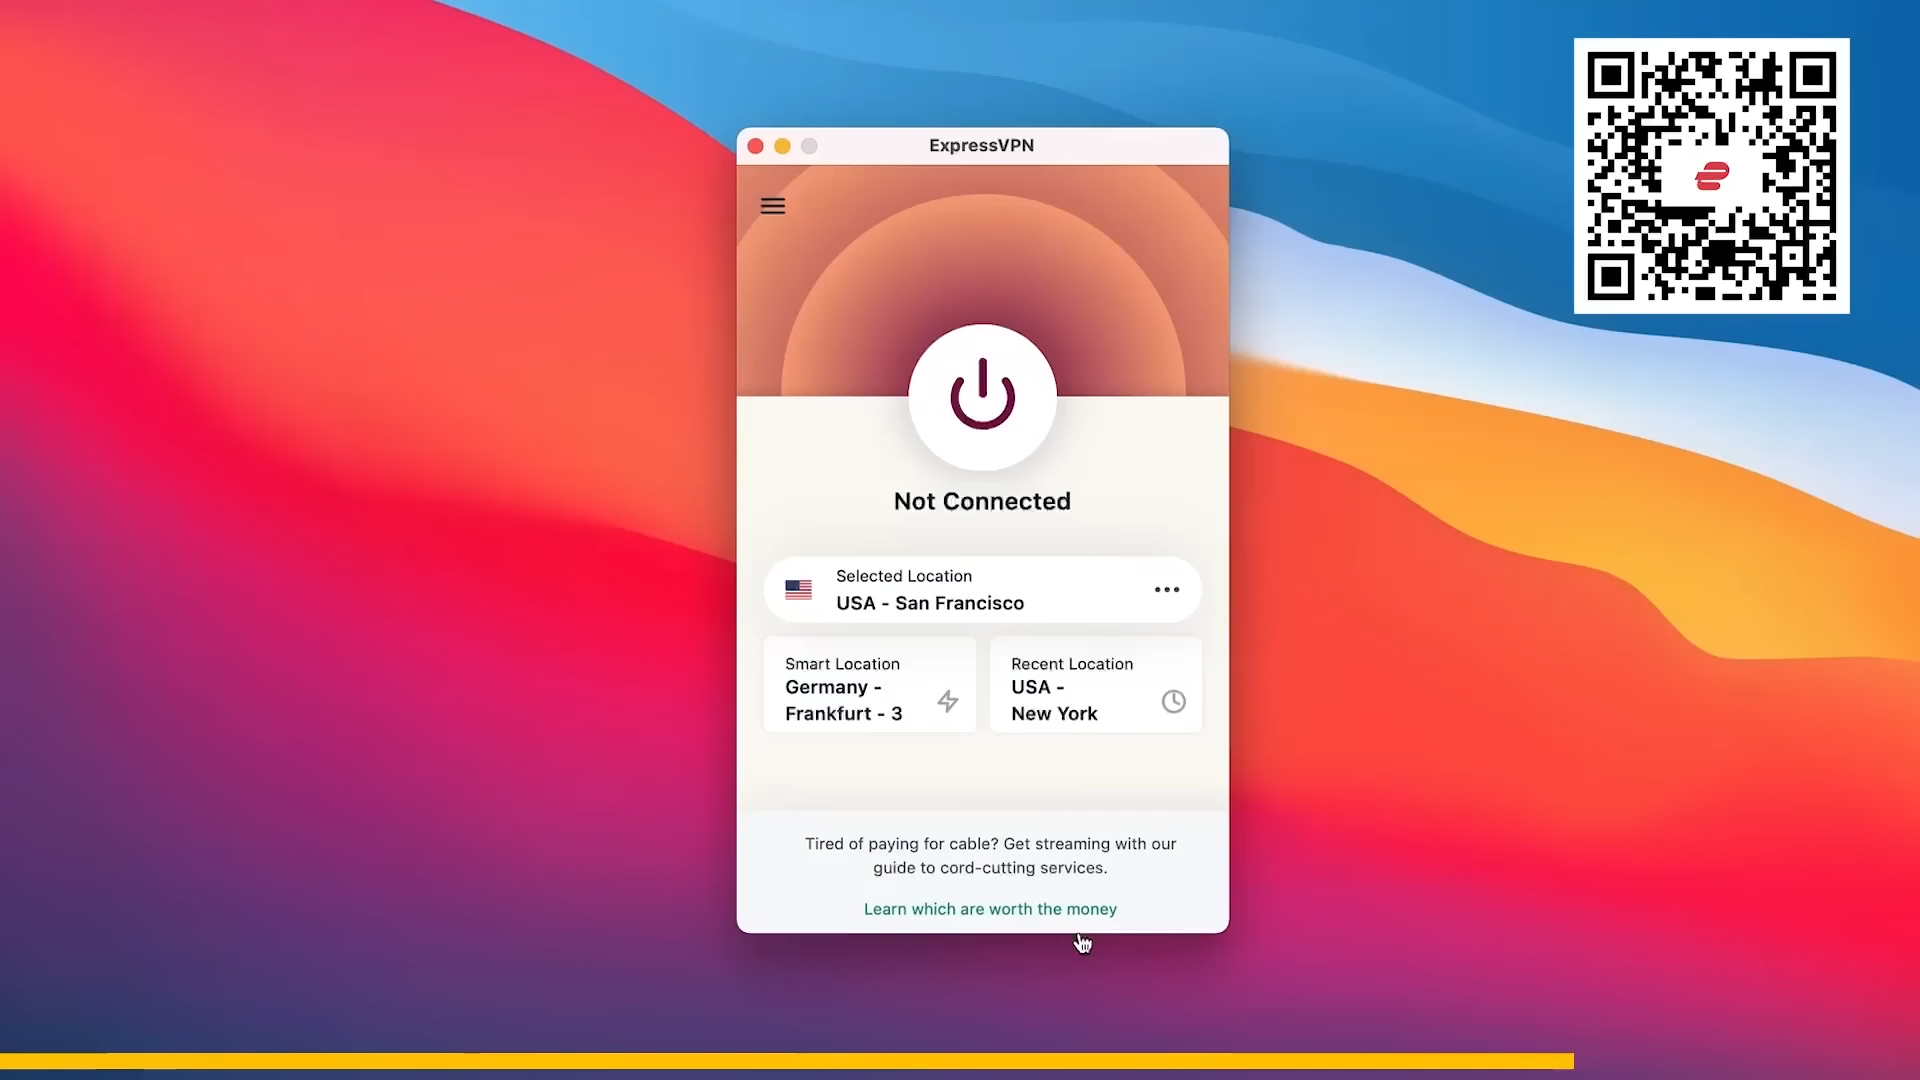 ExpressVPN
Not Connected
Selected Location
USA - San Francisco
Smart Location
Germany -
Frankfurt - 3
Recent Location
USA -
New York
Tired of paying for cable? Get streaming with our
guide to cord-cutting services.
Learn which are worth the money